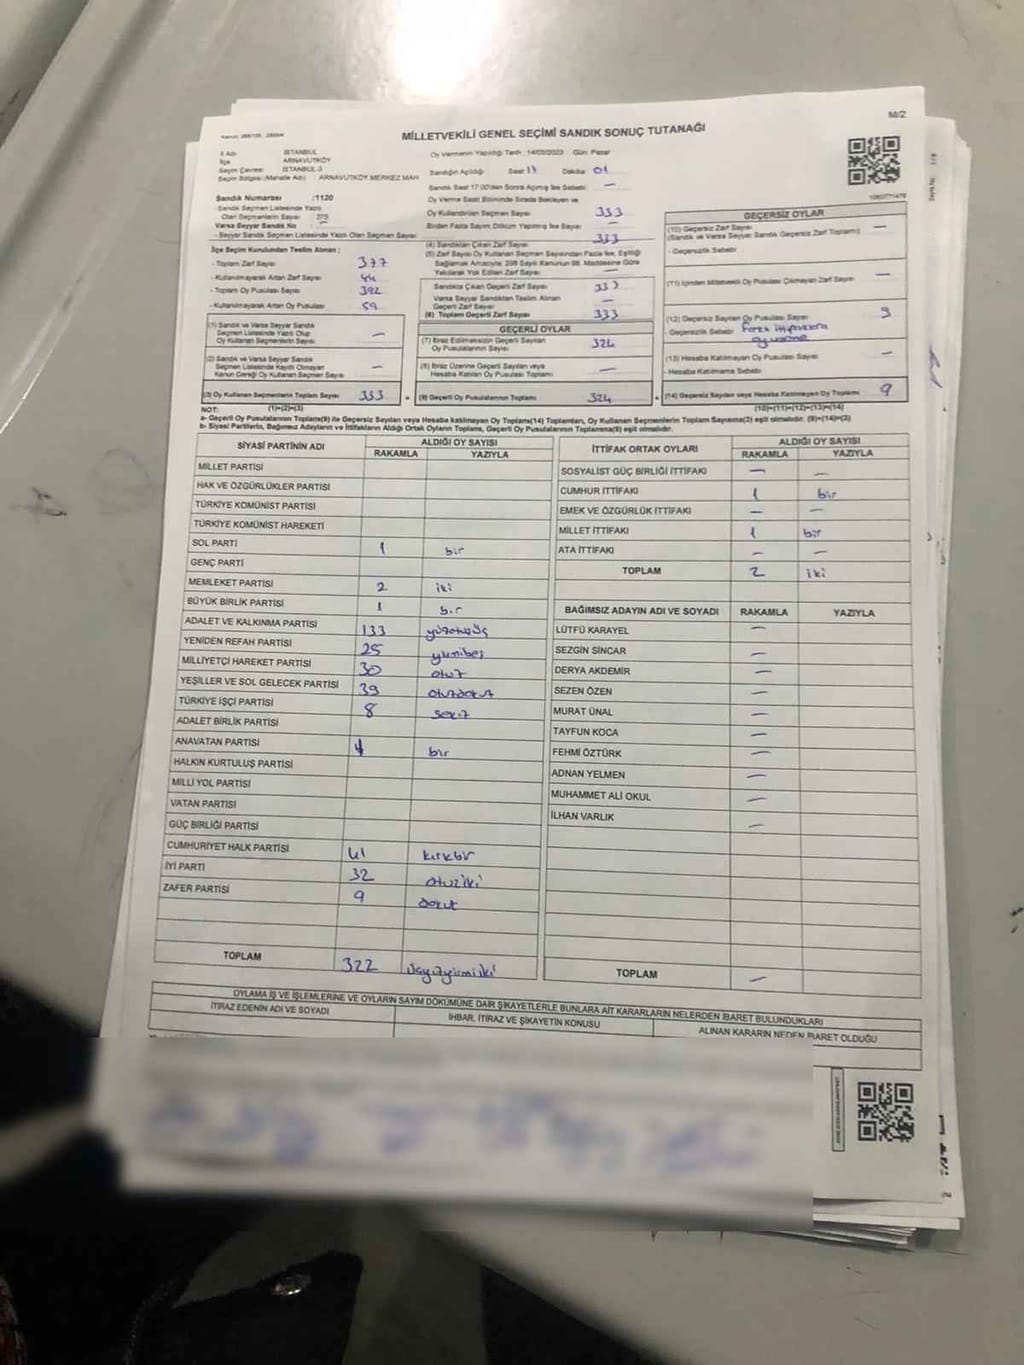 M/2
MİLLETVEKİLİ GENEL SEÇİMİ SANDIK SONUÇ TUTANAĞI
İl Adı İSTANBUL
İlçe ARNAVUTKÖY
Seçim Çevresi İSTANBUL-3
Seçim Bölgesi (Mahalle Adı) : ARNAVUTKÖY MERKEZ MAH
Sandık Numarası :1120
Sandık Seçmen Listesinde Yazılı
Olan Seçmenlerin Sayısı 375
Varsa Seyyar Sandık No —
- Seyyar Sandık Seçmen Listesinde Yazılı Olan Seçmen Sayısı
İlçe Seçim Kurulundan Teslim Alınan ;
- Toplam Zarf Sayısı 377
- Kullanılmayarak Artan Zarf Sayısı 44
- Toplam Oy Pusulası 392
- Kullanılmayarak Artan Oy Pusulası 59
(1) Sandık ve Varsa Seyyar Sandık
Seçmen Listesinde Yazılı Olup
Oy Kullanan Seçmenlerin Sayısı —
(2) Sandık ve Varsa Seyyar Sandık
Seçmen Listesinde Kaydı Olmayan
Kanun Gereği Oy Kullanan Seçmen Sayısı —
(3) Oy Kullanan Seçmenlerin Toplam Sayısı 333
(1)+(2)=(3)
Oy Vermenin Yapıldığı Tarih : 14/05/2023 Gün: Pazar
Sandığın Açıldığı Saat Dakika 01
Sandık Saat 17:00'den Sonra Açılmış İse Sebebi —
Oy Verme Saati Bitiminde Sırada Bekleyen ve
Oy Kullandırılan Seçmen Sayısı 333
Birden Fazla Sayım Döküm Yapılmış İse Sayısı —
(4) Sandıktan Çıkan Zarf Sayısı 333
(5) Zarf Sayısı Oy Kullanan Seçmen Sayısından Fazla İse, Eşitliği
Sağlamak Amacıyla; 298 Sayılı Kanunun 98. Maddesine Göre
Yakılarak Yok Edilen Zarf Sayısı —
Sandıkta Çıkan Geçerli Zarf Sayısı 333
Varsa Seyyar Sandıktan Teslim Alınan
Geçerli Zarf Sayısı —
(6) Toplam Geçerli Zarf Sayısı 333
GEÇERLİ OYLAR
(7) İtiraz Edilmeksizin Geçerli Sayılan
Oy Pusulalarının Sayısı 324
(8) İtiraz Üzerine Geçerli Sayılan veya
Hesaba Katılan Oy Pusulası Toplamı —
(9) Geçerli Oy Pusulalarının Toplamı 324
GEÇERSİZ OYLAR
(10) Geçersiz Zarf Sayısı
(Sandık ve Varsa Seyyar Sandık Geçersiz Zarf Toplamı) —
- Geçersizlik Sebebi
(11) İçinden Milletvekili Oy Pusulası Çıkmayan Zarf Sayısı —
(12) Geçersiz Sayılan Oy Pusulası Sayısı 9
- Geçersizlik Sebebi
(13) Hesaba Katılmayan Oy Pusulası Sayısı —
- Hesaba Katılmama Sebebi
(14) Geçersiz Sayılan veya Hesaba Katılmayan Oy Toplamı 9
(10)+(11)+(12)+(13)=(14)
NOT:
a- Geçerli Oy Pusulalarının Toplamı(9) ile Geçersiz Sayılan veya Hesaba katılmayan Oy Toplamı(14) Toplamları, Oy Kullanan Seçmenlerin Toplam Sayısına(3) eşit olmalıdır. (9)+(14)=(3)
b- Siyasi Partilerin, Bağımsız Adayların ve İttifakların Aldığı Ortak Oyların Toplamı, Geçerli Oy Pusulalarının Toplamına(9) eşit olmalıdır.
SİYASİ PARTİNİN ADI ALDIĞI OY SAYISI
RAKAMLA YAZIYLA
MİLLET PARTİSİ
HAK VE ÖZGÜRLÜKLER PARTİSİ
TÜRKİYE KOMÜNİST PARTİSİ
TÜRKİYE KOMÜNİST HAREKETİ
SOL PARTİ 1 bir
GENÇ PARTİ
MEMLEKET PARTİSİ 2 iki
BÜYÜK BİRLİK PARTİSİ 1 bir
ADALET VE KALKINMA PARTİSİ 133 yüzotuzüç
YENİDEN REFAH PARTİSİ 25 yirmibeş
MİLLİYETÇİ HAREKET PARTİSİ 30 otuz
YEŞİLLER VE SOL GELECEK PARTİSİ 39 otuzdokuz
TÜRKİYE İŞÇİ PARTİSİ 8 sekiz
ADALET BİRLİK PARTİSİ
ANAVATAN PARTİSİ 1 bir
HALKIN KURTULUŞ PARTİSİ
MİLLİ YOL PARTİSİ
VATAN PARTİSİ
GÜÇ BİRLİĞİ PARTİSİ
CUMHURİYET HALK PARTİSİ 41 kırkbir
İYİ PARTİ 32 otuziki
ZAFER PARTİSİ 9 dokuz
TOPLAM 322 üçyüzyirmiiki
İTTİFAK ORTAK OYLARI ALDIĞI OY SAYISI
RAKAMLA YAZIYLA
SOSYALİST GÜÇ BİRLİĞİ İTTİFAKI — —
CUMHUR İTTİFAKI 1 bir
EMEK VE ÖZGÜRLÜK İTTİFAKI — —
MİLLET İTTİFAKI 1 bir
ATA İTTİFAKI — —
TOPLAM 2 iki
BAĞIMSIZ ADAYIN ADI VE SOYADI RAKAMLA YAZIYLA
LÜTFÜ KARAYEL —
SEZGİN SİNCAR —
DERYA AKDEMİR —
SEZEN ÖZEN —
MURAT ÜNAL —
TAYFUN KOCA —
FEHMİ ÖZTÜRK —
ADNAN YELMEN —
MUHAMMET ALİ OKUL —
İLHAN VARLIK —
TOPLAM —
OYLAMA İŞ VE İŞLEMLERİNE VE OYLARIN SAYIM DÖKÜMÜNE DAİR ŞİKAYETLERLE BUNLARA AİT KARARLARIN NELERDEN İBARET BULUNDUKLARI
İTİRAZ EDENİN ADI VE SOYADI İHBAR, İTİRAZ VE ŞİKAYETİN KONUSU ALINAN KARARIN NEDEN İBARET OLDUĞU